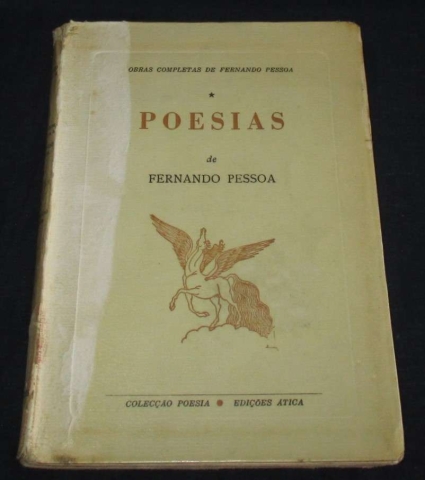 OBRAS COMPLETAS DE FERNANDO PESSOA
*
POESIAS
de
FERNANDO PESSOA
COLECÇÃO POESIA * EDIÇÕES ÁTICA